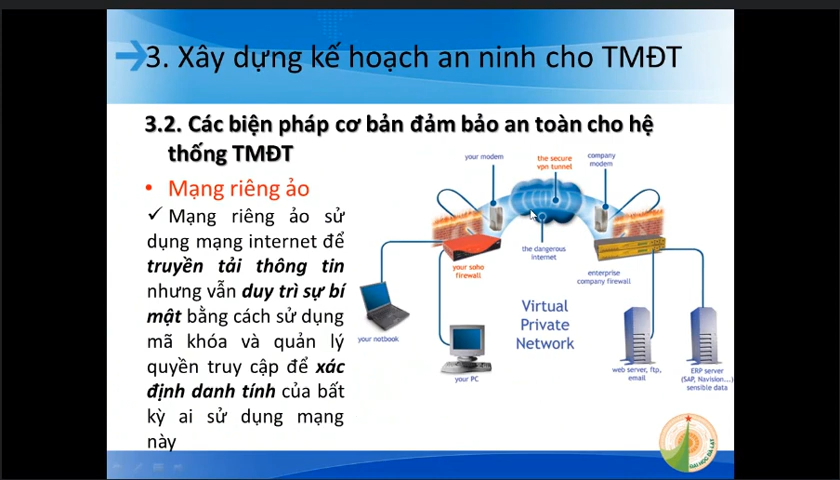 3. Xây dựng kế hoạch an ninh cho TMĐT
3.2. Các biện pháp cơ bản đảm bảo an toàn cho hệ
thống TMĐT
• Mạng riêng ảo
✓ Mạng riêng ảo sử
dụng mạng internet để
truyền tải thông tin
nhưng vẫn duy trì sự bí
mật bằng cách sử dụng
mã khóa và quản lý
quyền truy cập để xác
định danh tính của bất
kỳ ai sử dụng mạng
này
your modem
the secure
vpn tunnel
company
modem
the dangerous
internet
your soho
firewall
enterprise
company firewall
Virtual
Private
Network
your notbook
your PC
web server, ftp,
email
ERP server
(SAP, Navision...)
sensible data
ĐẠI HỌC ĐÀ LẠT